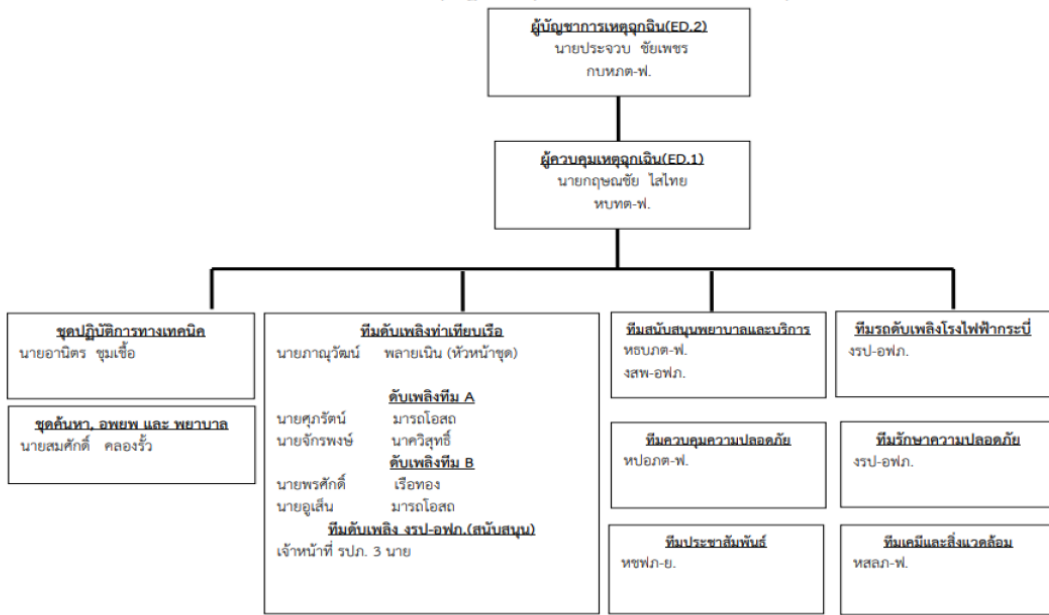 ผู้บัญชาการเหตุฉุกฉิน(ED.2)
นายประจวบ ชัยเพชร
กบหภต-ฟ.
ผู้ควบคุมเหตุฉุกเฉิน(ED.1)
นายกฤษณชัย ไสไทย
หบทต-ฟ.
ชุดปฏิบัติการทางเทคนิค
นายอานิตร ชุมเชื้อ
ชุดค้นหา, อพยพ และ พยาบาล
นายสมศักดิ์ คลองรั้ว
ทีมดับเพลิงท่าเทียบเรือ
นายภาณุวัฒน์ พลายเนิน (หัวหน้าชุด)
ดับเพลิงทีม A
นายศุภรัตน์ มารถโอสถ
นายจักรพงษ์ นาควิสุทธิ์
ดับเพลิงทีม B
นายพรศักดิ์ เรือทอง
นายอูเส็น มารถโอสถ
ทีมดับเพลิง งรป-อฟภ.(สนับสนุน)
เจ้าหน้าที่ รปภ. 3 นาย
ทีมสนับสนุนพยาบาลและบริการ
หธบภต-ฟ.
งสพ-อฟภ.
ทีมควบคุมความปลอดภัย
หปอภต-ฟ.
ทีมประชาสัมพันธ์
หชฟภ-ย.
ทีมรถดับเพลิงโรงไฟฟ้ากระบี่
งรป-อฟภ.
ทีมรักษาความปลอดภัย
งรป-อฟภ.
ทีมเคมีและสิ่งแวดล้อม
หสลภ-ฟ.